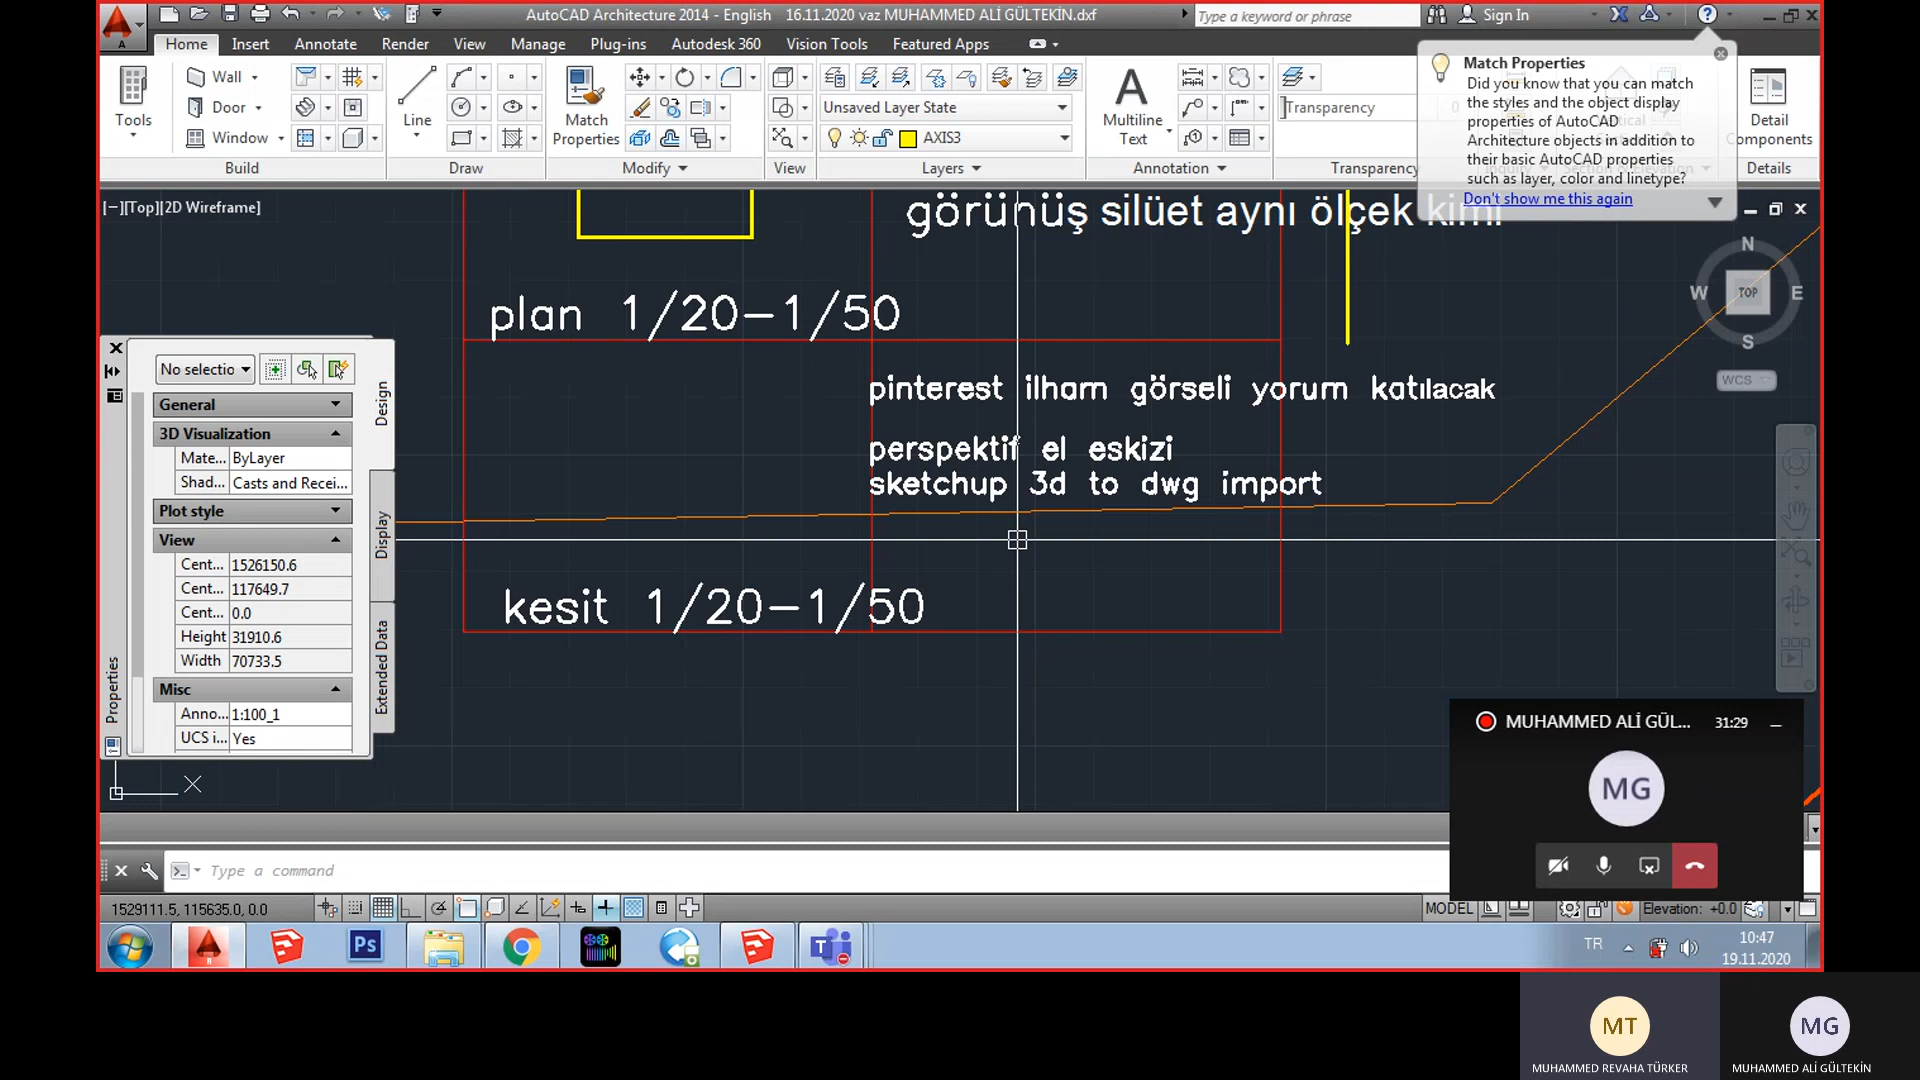 AutoCAD Architecture 2014 - English 16.11.2020 vaz MUHAMMED ALİ GÜLTEKİN.dxf
Type a keyword or phrase
Sign In
Home Insert Annotate Render View Manage Plug-ins Autodesk 360 Vision Tools Featured Apps
Tools
Wall
Door
Window
Line
Match
Properties
Unsaved Layer State
AXIS3
Multiline
Text
Transparency
Detail
Components
Build Draw Modify View Layers Annotation Transparency Details
Match Properties
Did you know that you can match
the styles and the object display
properties of AutoCAD
Architecture objects in addition to
their basic AutoCAD properties
such as layer, color and linetype?
Don't show me this again
[−][Top][2D Wireframe]
görünüş silüet aynı ölçek kimi
N
W TOP E
S
WCS
plan 1/20-1/50
pinterest ilham görseli yorum katılacak
perspektif el eskizi
sketchup 3d to dwg import
kesit 1/20-1/50
No selectio
General
3D Visualization
Mate... ByLayer
Shad... Casts and Recei...
Plot style
View
Cent... 1526150.6
Cent... 117649.7
Cent... 0.0
Height 31910.6
Width 70733.5
Misc
Anno... 1:100_1
UCS i... Yes
Design
Display
Extended Data
Properties
X
MUHAMMED ALİ GÜL... 31:29
MG
Type a command
1529111.5, 115635.0, 0.0
MODEL
Elevation: +0.0
Ps
TR
10:47
19.11.2020
MT
MUHAMMED REVAHA TÜRKER
MG
MUHAMMED ALİ GÜLTEKİN